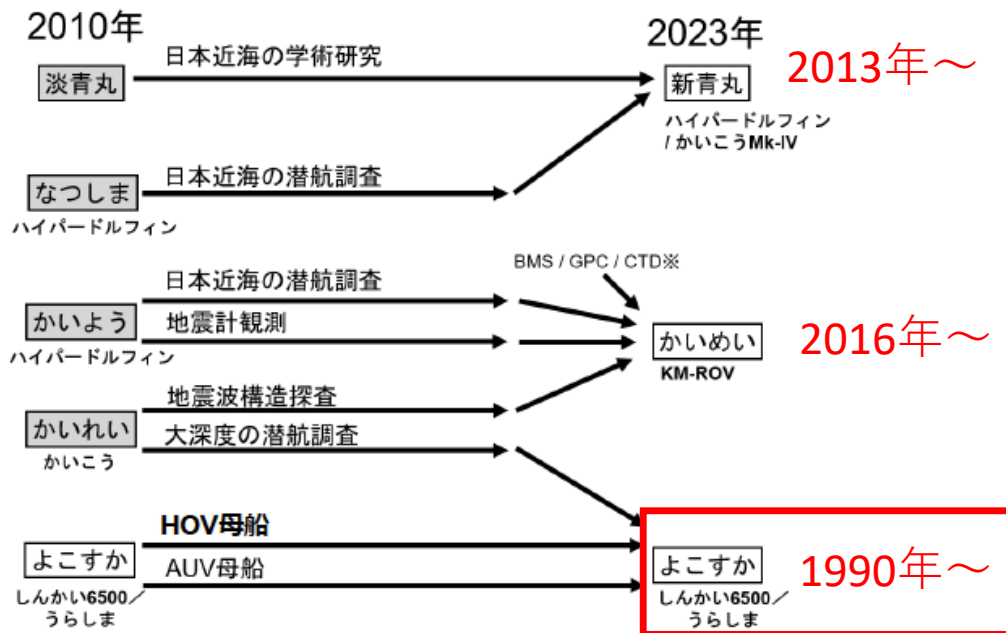 2010年
2023年
淡青丸
日本近海の学術研究
新青丸
2013年～
ハイパードルフィン
/ かいこうMk-IV
なつしま
日本近海の潜航調査
ハイパードルフィン
BMS / GPC / CTD※
かいよう
日本近海の潜航調査
地震計観測
ハイパードルフィン
かいめい
2016年～
KM-ROV
かいれい
地震波構造探査
大深度の潜航調査
かいこう
よこすか
HOV母船
AUV母船
しんかい6500／
うらしま
よこすか
1990年～
しんかい6500／
うらしま